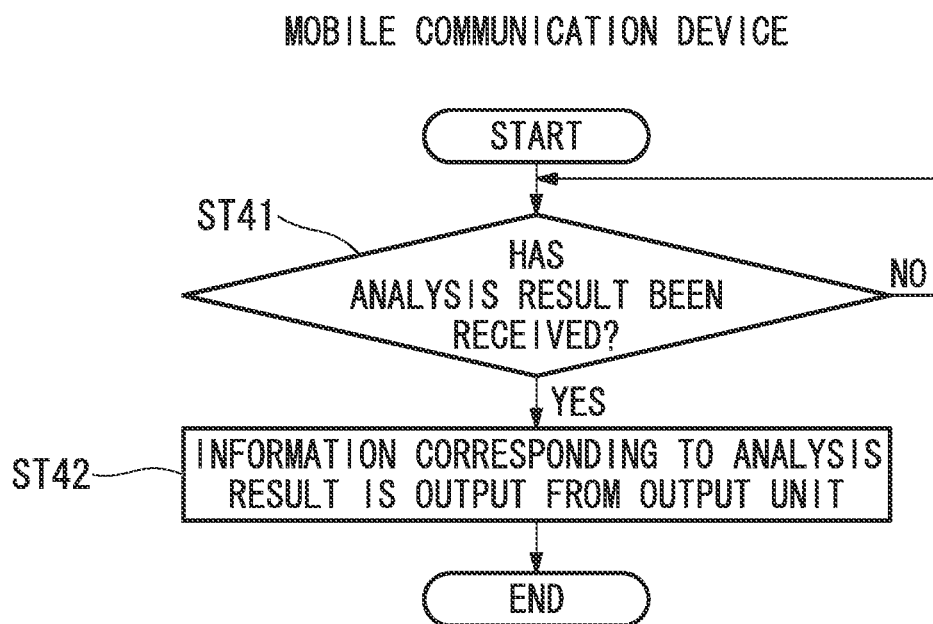 MOBILE COMMUNICATION DEVICE
START
ST41
HAS
ANALYSIS RESULT BEEN
RECEIVED?
NO
YES
ST42
INFORMATION CORRESPONDING TO ANALYSIS
RESULT IS OUTPUT FROM OUTPUT UNIT
END